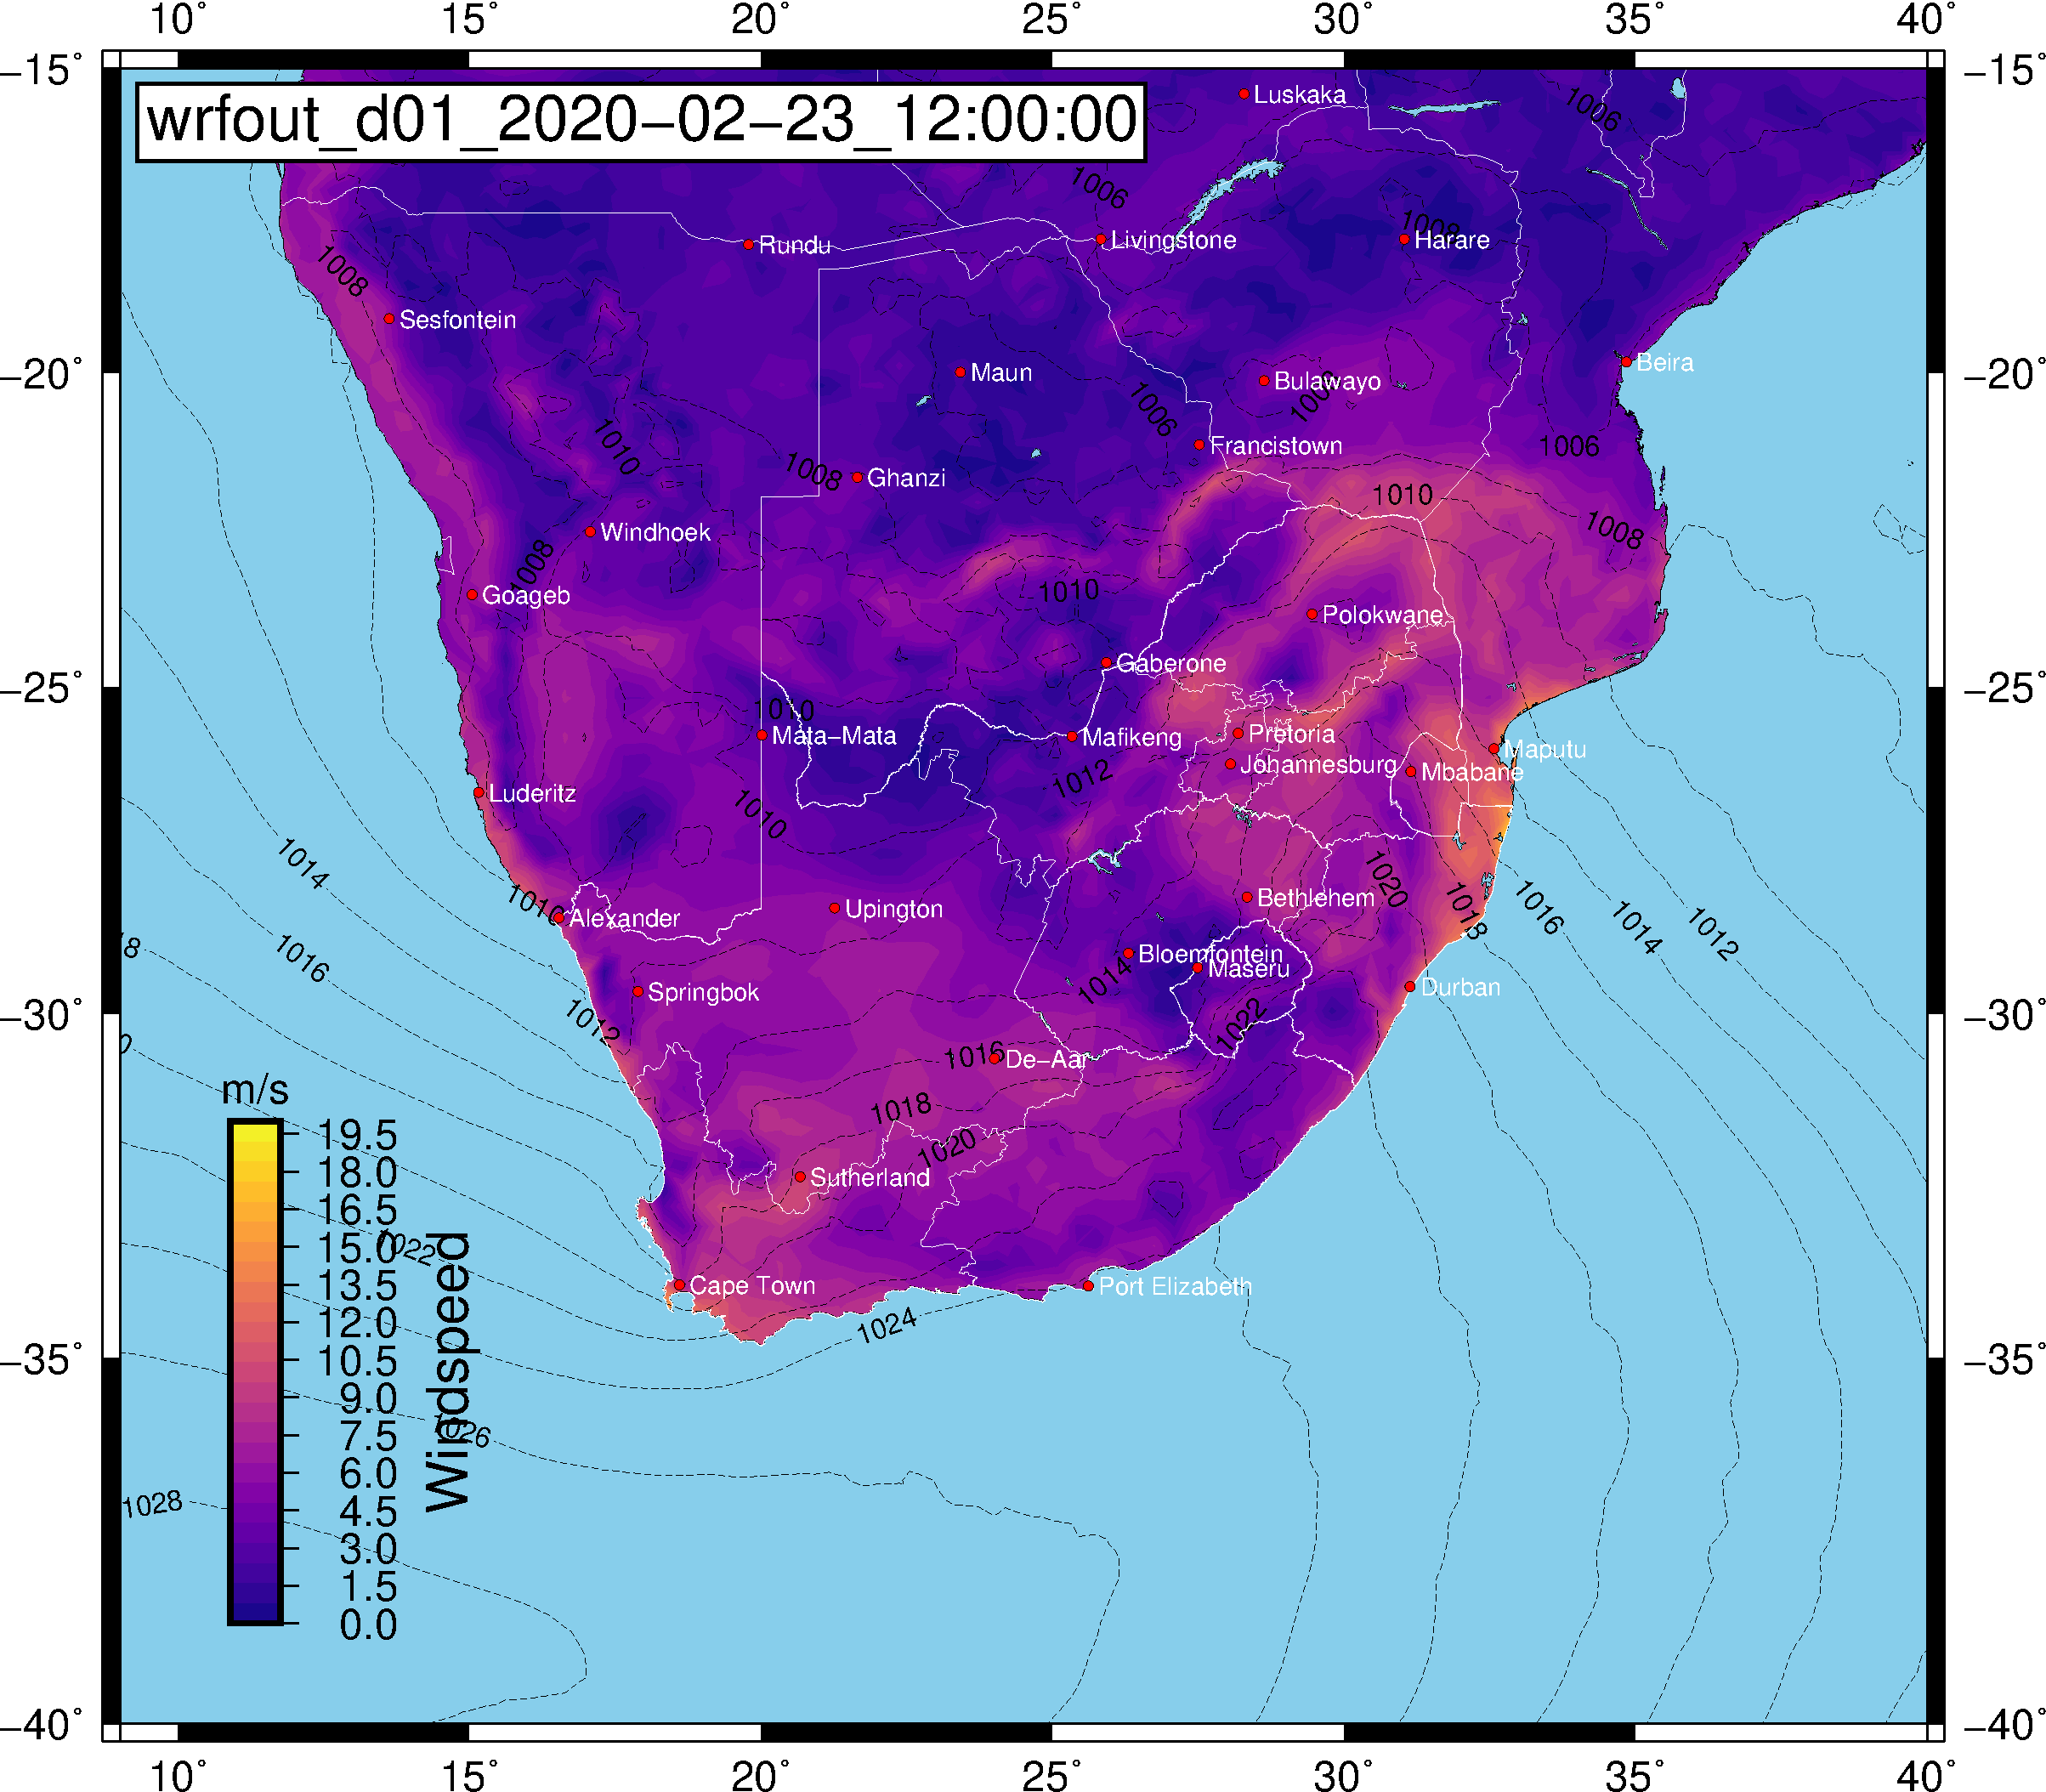 10° 15° 20° 25° 30° 35° 40°
−15° −15°
wrfout_d01_2020−02−23_12:00:00
Luskaka
1006
1006
Rundu
Livingstone
1008
Harare
1008
Sesfontein
−20° −20°
Maun
Beira
Bulawayo
1008
1006
1010
Francistown
1006
1008
Ghanzi
1010
Windhoek
1008
1008
1010
Goageb
Polokwane
Gaberone
−25° −25°
1010
Mata−Mata
Mafikeng
Pretoria
Maputu
Johannesburg
Mbabane
1012
Luderitz
1010
1014
1020
1010
Alexander
Upington
Bethlehem
1018
1016
1014
1012
18
1016
Bloemfontein
Maseru
1014
Springbok
Durban
−30° −30°
1012
1022
0
1016
De−Aar
m/s
1018
19.5
1020
18.0
Sutherland
16.5
15.0
1022
13.5
Cape Town
Port Elizabeth
12.0
1024
−35° −35°
10.5
9.0
7.5
1026
6.0
4.5
3.0
1.5
0.0
Windspeed
1028
−40° −40°
10° 15° 20° 25° 30° 35° 40°